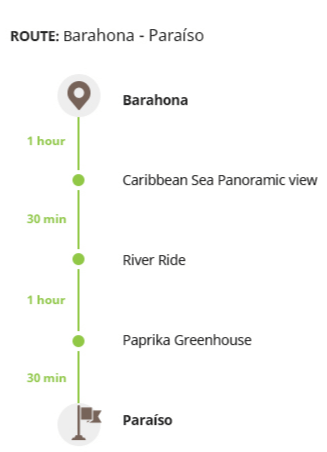 ROUTE: Barahona - Paraíso
Barahona
1 hour
Caribbean Sea Panoramic view
30 min
River Ride
1 hour
Paprika Greenhouse
30 min
Paraíso